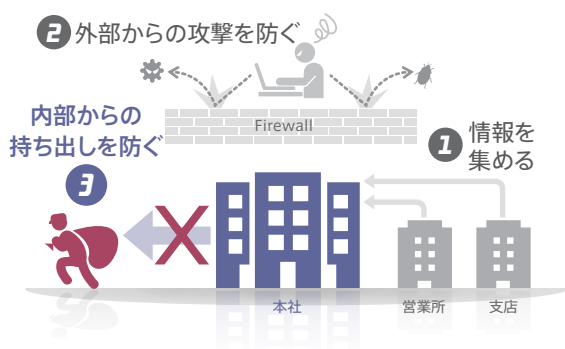 2 外部からの攻撃を防ぐ
Firewall
内部からの
持ち出しを防ぐ
3
1 情報を
集める
本社
営業所
支店